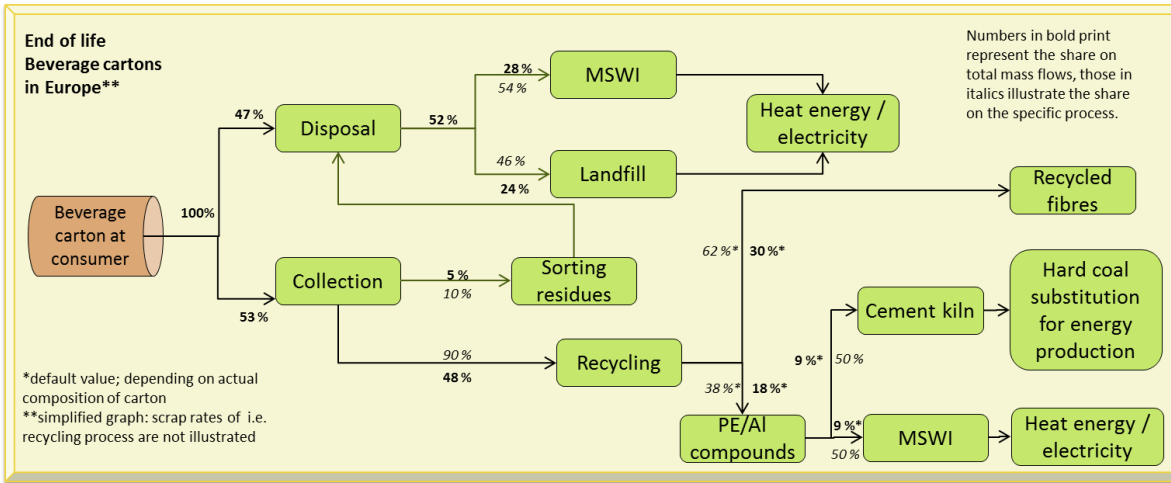 End of life
Beverage cartons
in Europe**
Numbers in bold print
represent the share on
total mass flows, those in
italics illustrate the share
on the specific process.
28 %
54 %
MSWI
47 %
Disposal
52 %
Heat energy /
electricity
46 %
24 %
Landfill
Recycled
fibres
Beverage
carton at
consumer
100%
62 %*
30 %*
53 %
Collection
5 %
10 %
Sorting
residues
Cement kiln
Hard coal
substitution
for energy
production
90 %
48 %
Recycling
9 %*
50 %
38 %*
18 %*
*default value; depending on actual
composition of carton
**simplified graph: scrap rates of i.e.
recycling process are not illustrated
PE/Al
compounds
9 %*
50 %
MSWI
Heat energy /
electricity